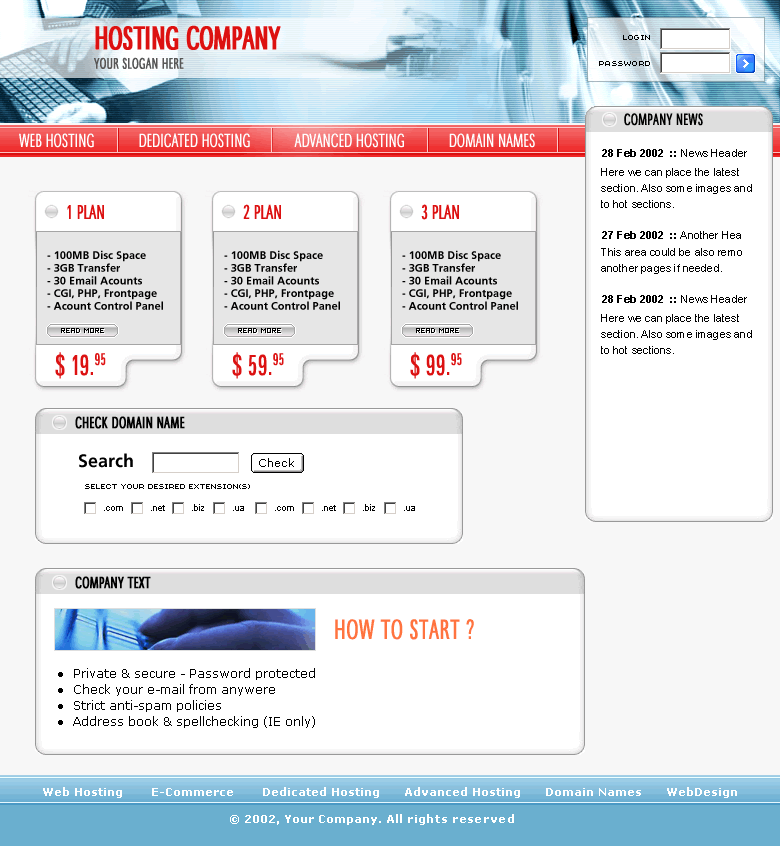 HOSTING COMPANY
YOUR SLOGAN HERE
LOGIN
PASSWORD
WEB HOSTING
DEDICATED HOSTING
ADVANCED HOSTING
DOMAIN NAMES
COMPANY NEWS
28 Feb 2002 :: News Header
Here we can place the latest
section. Also some images and
to hot sections.
27 Feb 2002 :: Another Hea
This area could be also remo
another pages if needed.
28 Feb 2002 :: News Header
Here we can place the latest
section. Also some images and
to hot sections.
1 PLAN
- 100MB Disc Space
- 3GB Transfer
- 30 Email Acounts
- CGI, PHP, Frontpage
- Acount Control Panel
READ MORE
$ 19.95
2 PLAN
- 100MB Disc Space
- 3GB Transfer
- 30 Email Acounts
- CGI, PHP, Frontpage
- Acount Control Panel
READ MORE
$ 59.95
3 PLAN
- 100MB Disc Space
- 3GB Transfer
- 30 Email Acounts
- CGI, PHP, Frontpage
- Acount Control Panel
READ MORE
$ 99.95
CHECK DOMAIN NAME
Search
Check
SELECT YOUR DESIRED EXTENSION(S)
.com .net .biz .ua .com .net .biz .ua
COMPANY TEXT
HOW TO START ?
Private & secure - Password protected
Check your e-mail from anywere
Strict anti-spam policies
Address book & spellchecking (IE only)
Web Hosting E-Commerce Dedicated Hosting Advanced Hosting Domain Names WebDesign
© 2002, Your Company. All rights reserved